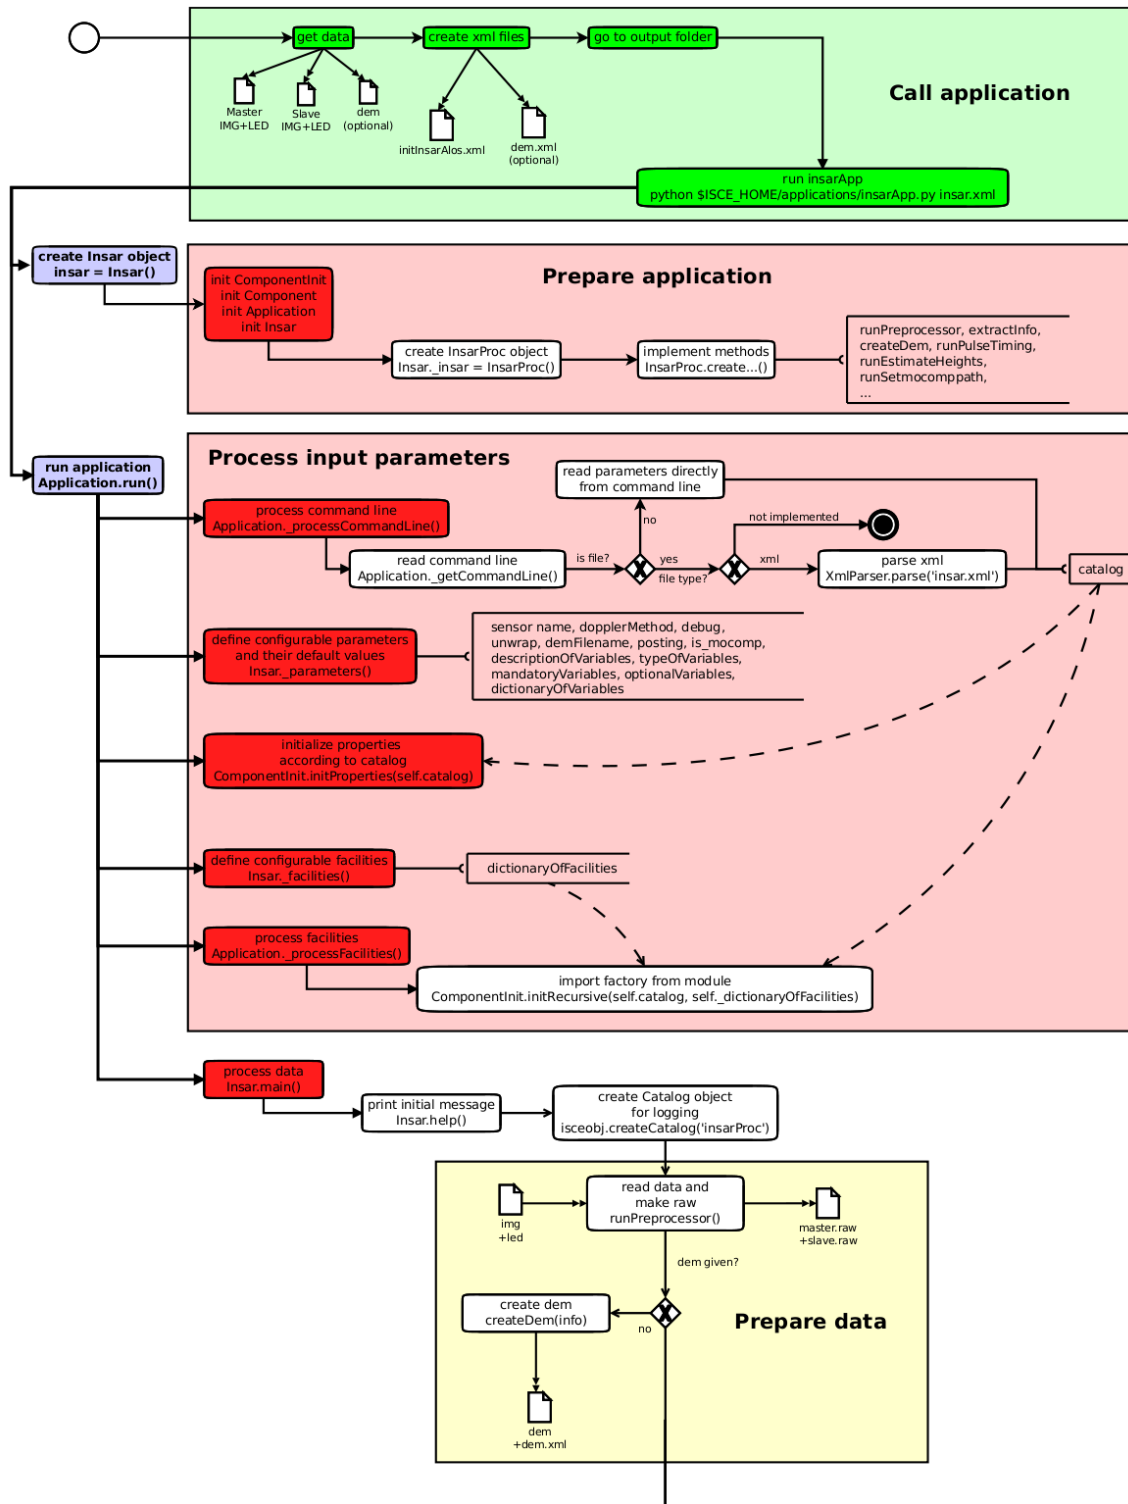 get data
create xml files
go to output folder
Master
IMG+LED
Slave
IMG+LED
dem
(optional)
initInsarAlos.xml
dem.xml
(optional)
Call application
run insarApp
python $ISCE_HOME/applications/insarApp.py insar.xml
create Insar object
insar = Insar()
Prepare application
init ComponentInit
init Component
init Application
init Insar
create InsarProc object
Insar._insar = InsarProc()
implement methods
InsarProc.create...()
runPreprocessor, extractInfo,
createDem, runPulseTiming,
runEstimateHeights,
runSetmocomppath,
...
run application
Application.run()
Process input parameters
read parameters directly
from command line
process command line
Application._processCommandLine()
no
not implemented
read command line
Application._getCommandLine()
is file?
yes
file type?
xml
parse xml
XmlParser.parse('insar.xml')
catalog
define configurable parameters
and their default values
Insar._parameters()
sensor name, dopplerMethod, debug,
unwrap, demFilename, posting, is_mocomp,
descriptionOfVariables, typeOfVariables,
mandatoryVariables, optionalVariables,
dictionaryOfVariables
initialize properties
according to catalog
ComponentInit.initProperties(self.catalog)
define configurable facilities
Insar._facilities()
dictionaryOfFacilities
process facilities
Application._processFacilities()
import factory from module
ComponentInit.initRecursive(self.catalog, self._dictionaryOfFacilities)
process data
Insar.main()
print initial message
Insar.help()
create Catalog object
for logging
isceobj.createCatalog('insarProc')
read data and
make raw
runPreprocessor()
img
+led
master.raw
+slave.raw
dem given?
create dem
createDem(info)
no
Prepare data
dem
+dem.xml